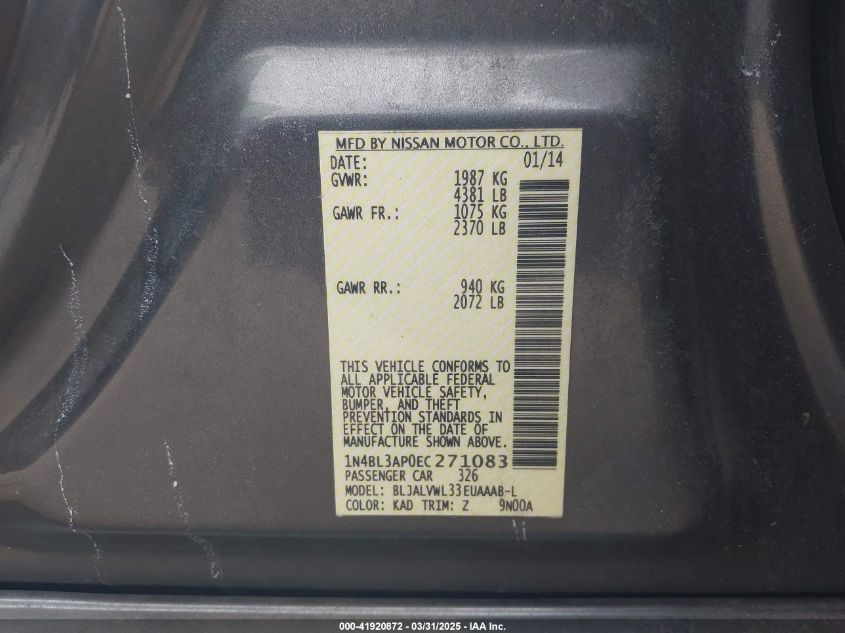 MFD BY NISSAN MOTOR CO., LTD.
DATE: 01/14
GVWR: 1987 KG
4381 LB
GAWR FR.: 1075 KG
2370 LB
GAWR RR.: 940 KG
2072 LB
THIS VEHICLE CONFORMS TO
ALL APPLICABLE FEDERAL
MOTOR VEHICLE SAFETY,
BUMPER, AND THEFT
PREVENTION STANDARDS IN
EFFECT ON THE DATE OF
MANUFACTURE SHOWN ABOVE.
1N4BL3AP0EC271083
PASSENGER CAR 326
MODEL: BLJALVWL33EUAAAB-L
COLOR: KAD TRIM: Z 9N00A
000-41920872 - 03/31/2025 - IAA Inc.